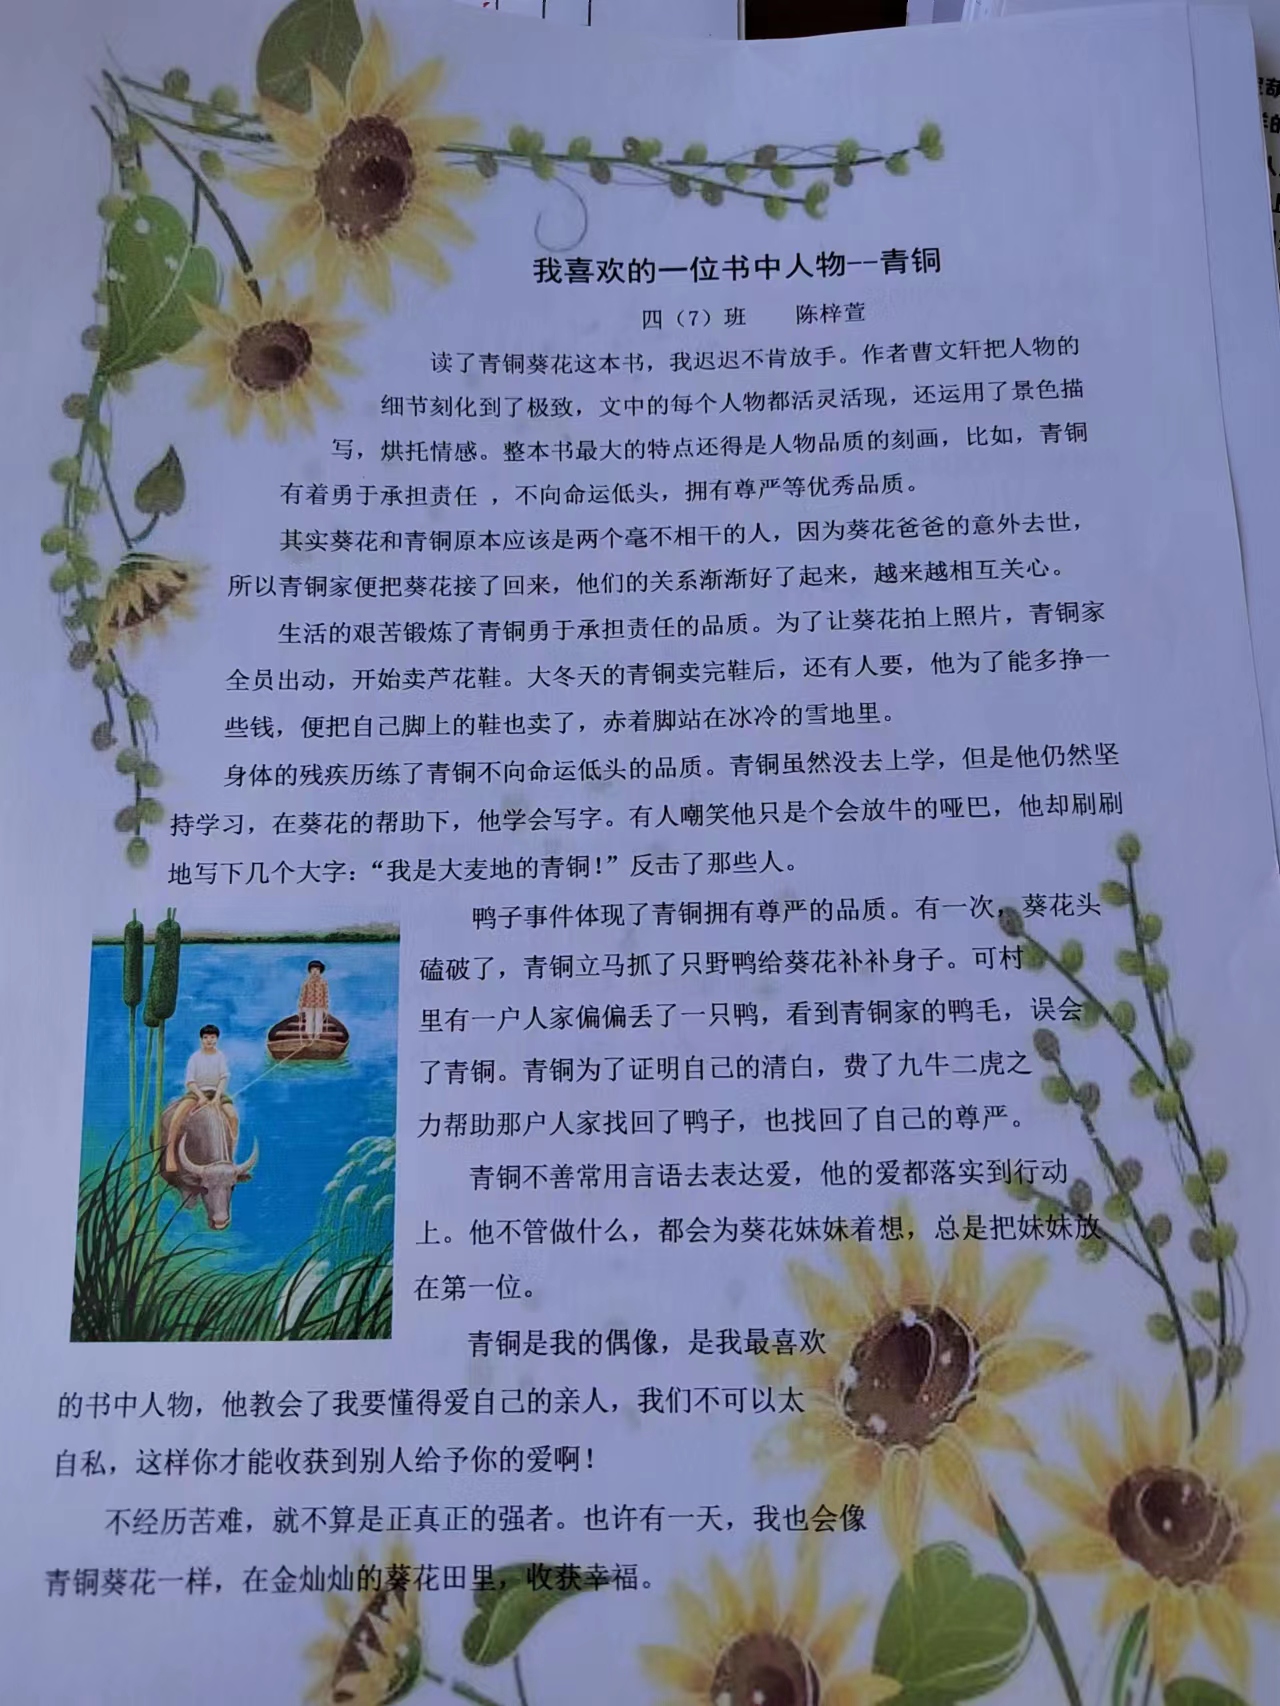 我喜欢的一位书中人物--青铜
四（7）班 陈梓萱
读了青铜葵花这本书，我迟迟不肯放手。作者曹文轩把人物的
细节刻化到了极致，文中的每个人物都活灵活现，还运用了景色描
写，烘托情感。整本书最大的特点还得是人物品质的刻画，比如，青铜
有着勇于承担责任 ，不向命运低头，拥有尊严等优秀品质。
其实葵花和青铜原本应该是两个毫不相干的人，因为葵花爸爸的意外去世，
所以青铜家便把葵花接了回来，他们的关系渐渐好了起来，越来越相互关心。
生活的艰苦锻炼了青铜勇于承担责任的品质。为了让葵花拍上照片，青铜家
全员出动，开始卖芦花鞋。大冬天的青铜卖完鞋后，还有人要，他为了能多挣一
些钱，便把自己脚上的鞋也卖了，赤着脚站在冰冷的雪地里。
身体的残疾历练了青铜不向命运低头的品质。青铜虽然没去上学，但是他仍然坚
持学习，在葵花的帮助下，他学会写字。有人嘲笑他只是个会放牛的哑巴，他却刷刷
地写下几个大字：“我是大麦地的青铜！”反击了那些人。
鸭子事件体现了青铜拥有尊严的品质。有一次，葵花头
磕破了，青铜立马抓了只野鸭给葵花补补身子。可村
里有一户人家偏偏丢了一只鸭，看到青铜家的鸭毛，误会
了青铜。青铜为了证明自己的清白，费了九牛二虎之
力帮助那户人家找回了鸭子，也找回了自己的尊严。
青铜不善常用言语去表达爱，他的爱都落实到行动
上。他不管做什么，都会为葵花妹妹着想，总是把妹妹放
在第一位。
青铜是我的偶像，是我最喜欢
的书中人物，他教会了我要懂得爱自己的亲人，我们不可以太
自私，这样你才能收获到别人给予你的爱啊！
不经历苦难，就不算是正真正的强者。也许有一天，我也会像
青铜葵花一样，在金灿灿的葵花田里，收获幸福。